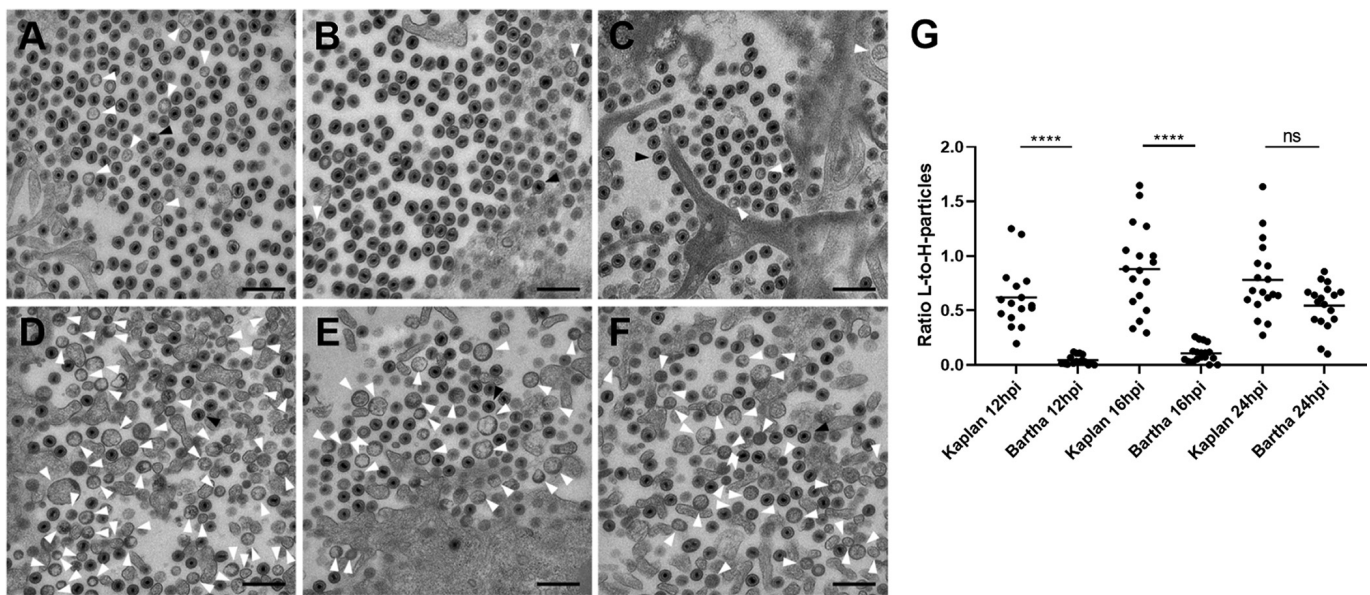 A
B
C
G
D
E
F
**** **** ns
2.0
1.5
1.0
0.5
0.0
Ratio L-to-H-particles
Kaplan 12hpi
Bartha 12hpi
Kaplan 16hpi
Bartha 16hpi
Kaplan 24hpi
Bartha 24hpi